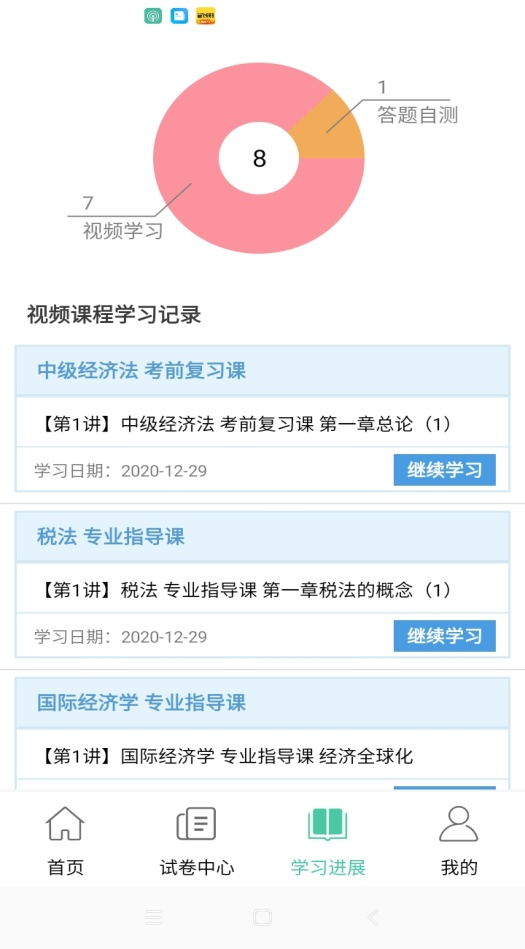 1
答题自测
8
7
视频学习
视频课程学习记录
中级经济法 考前复习课
【第1讲】中级经济法 考前复习课 第一章总论（1）
学习日期：2020-12-29
继续学习
税法 专业指导课
【第1讲】税法 专业指导课 第一章税法的概念（1）
学习日期：2020-12-29
继续学习
国际经济学 专业指导课
【第1讲】国际经济学 专业指导课 经济全球化
首页
试卷中心
学习进展
我的